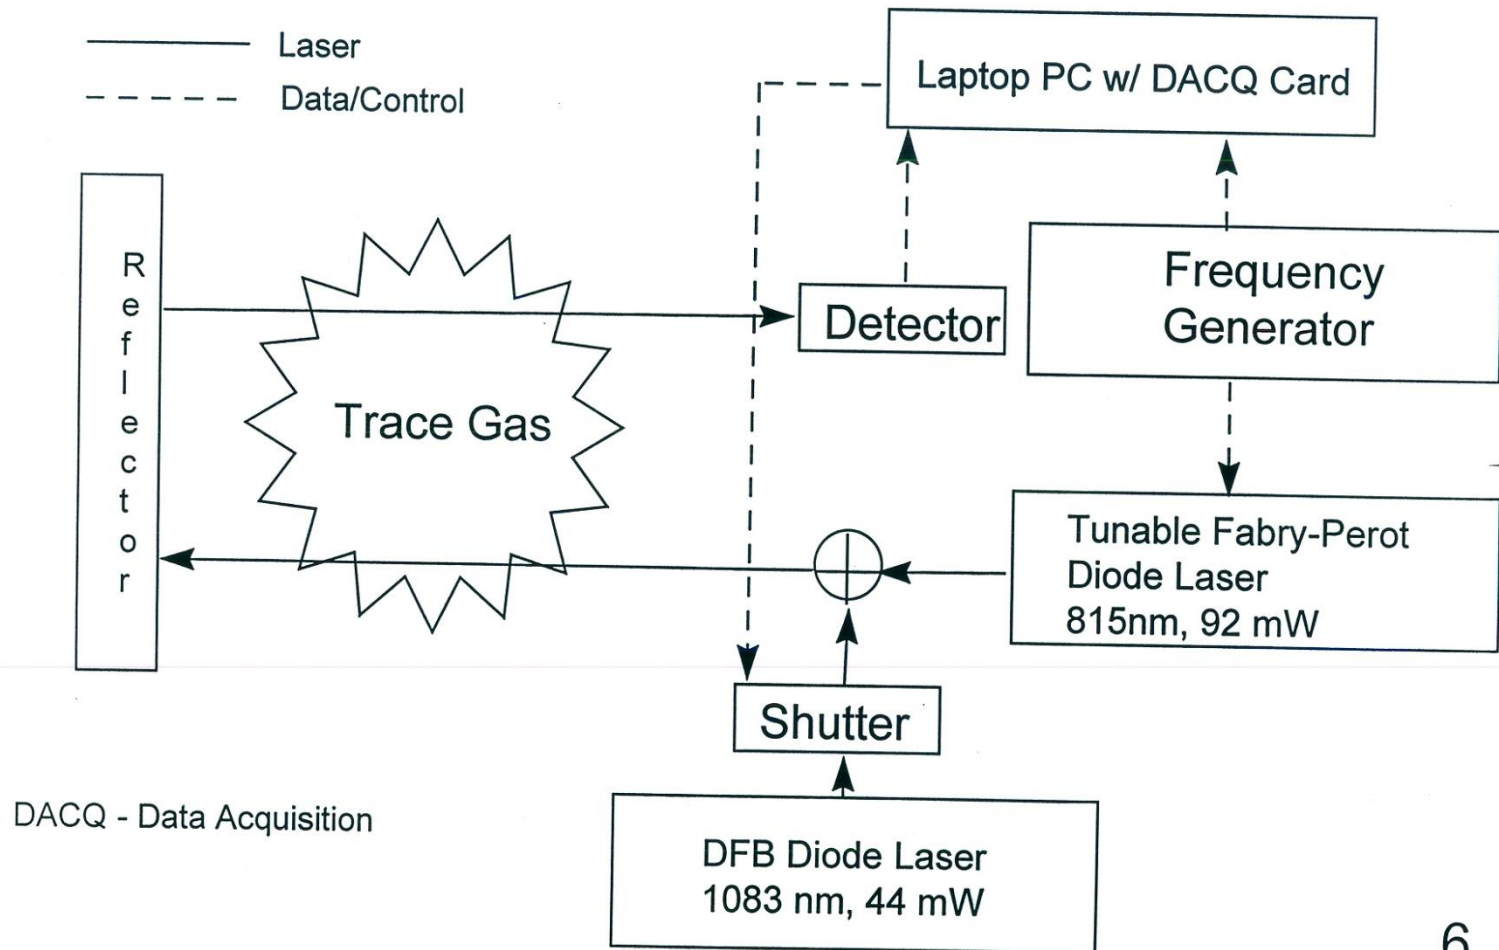 Laser
Data/Control
Laptop PC w/ DACQ Card
Reflector
Detector
Frequency
Generator
Trace Gas
Tunable Fabry-Perot
Diode Laser
815nm, 92 mW
Shutter
DACQ - Data Acquisition
DFB Diode Laser
1083 nm, 44 mW
6